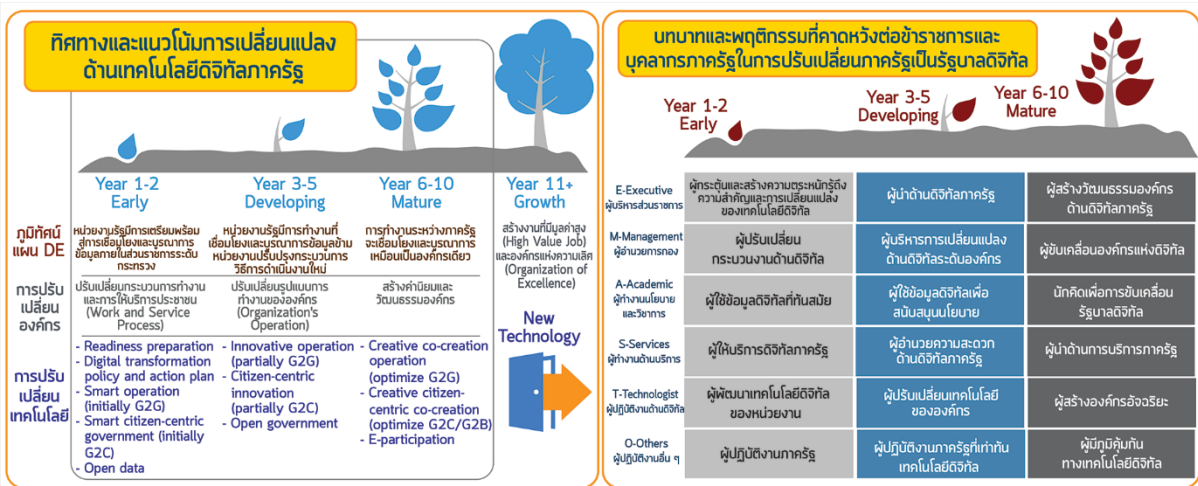 ทิศทางและแนวโน้มการเปลี่ยนแปลง
ด้านเทคโนโลยีดิจิทัลภาครัฐ
Year 1-2
Early
Year 3-5
Developing
Year 6-10
Mature
Year 11+
Growth
ภูมิทัศน์
แผน DE
หน่วยงานรัฐมีการเตรียมพร้อม
สู่การเชื่อมโยงและบูรณาการ
ข้อมูลภายในส่วนราชการระดับ
กระทรวง
หน่วยงานรัฐมีการทำงานที่
เชื่อมโยงและบูรณาการข้อมูลข้าม
หน่วยงานปรับปรุงกระบวนการ
วิธีการดำเนินงานใหม่
การทำงานระหว่างภาครัฐ
จะเชื่อมโยงและบูรณาการ
เหมือนเป็นองค์กรเดียว
สร้างงานที่มีมูลค่าสูง
(High Value Job)
และองค์กรแห่งความเลิศ
(Organization of
Excellence)
การปรับ
เปลี่ยน
องค์กร
ปรับเปลี่ยนกระบวนการทำงาน
และการให้บริการประชาชน
(Work and Service
Process)
ปรับเปลี่ยนรูปแบบการ
ทำงานขององค์กร
(Organization's
Operation)
สร้างค่านิยมและ
วัฒนธรรมองค์กร
การปรับ
เปลี่ยน
เทคโนโลยี
- Readiness preparation
- Digital transformation
policy and action plan
- Smart operation
(initially G2G)
- Smart citizen-centric
government (initially
G2C)
- Open data
- Innovative operation
(partially G2G)
- Citizen-centric
innovation
(partially G2C)
- Open government
- Creative co-creation
operation
(optimize G2G)
- Creative citizen-
centric co-creation
(optimize G2C/G2B)
- E-participation
New
Technology
บทบาทและพฤติกรรมที่คาดหวังต่อข้าราชการและ
บุคลากรภาครัฐในการปรับเปลี่ยนภาครัฐเป็นรัฐบาลดิจิทัล
Year 1-2
Early
Year 3-5
Developing
Year 6-10
Mature
E-Executive
ผู้บริหารส่วนราชการ
ผู้กระตุ้นและสร้างความตระหนักรู้ถึง
ความสำคัญและการเปลี่ยนแปลง
ของเทคโนโลยีดิจิทัล
ผู้นำด้านดิจิทัลภาครัฐ
ผู้สร้างวัฒนธรรมองค์กร
ด้านดิจิทัลภาครัฐ
M-Management
ผู้อำนวยการกอง
ผู้ปรับเปลี่ยน
กระบวนงานด้านดิจิทัล
ผู้บริหารการเปลี่ยนแปลง
ด้านดิจิทัลระดับองค์กร
ผู้ขับเคลื่อนองค์กรแห่งดิจิทัล
A-Academic
ผู้ทำงานนโยบาย
และวิชาการ
ผู้ใช้ข้อมูลดิจิทัลที่ทันสมัย
ผู้ใช้ข้อมูลดิจิทัลเพื่อ
สนับสนุนนโยบาย
นักคิดเพื่อการขับเคลื่อน
รัฐบาลดิจิทัล
S-Services
ผู้ทำงานด้านบริการ
ผู้ให้บริการดิจิทัลภาครัฐ
ผู้อำนวยความสะดวก
ด้านดิจิทัลภาครัฐ
ผู้นำด้านการบริการภาครัฐ
T-Technologist
ผู้ปฏิบัติงานด้านดิจิทัล
ผู้พัฒนาเทคโนโลยีดิจิทัล
ของหน่วยงาน
ผู้ปรับเปลี่ยนเทคโนโลยี
ขององค์กร
ผู้สร้างองค์กรอัจฉริยะ
O-Others
ผู้ปฏิบัติงานอื่น ๆ
ผู้ปฏิบัติงานภาครัฐ
ผู้ปฏิบัติงานภาครัฐที่เท่าทัน
เทคโนโลยีดิจิทัล
ผู้มีภูมิคุ้มกัน
ทางเทคโนโลยีดิจิทัล